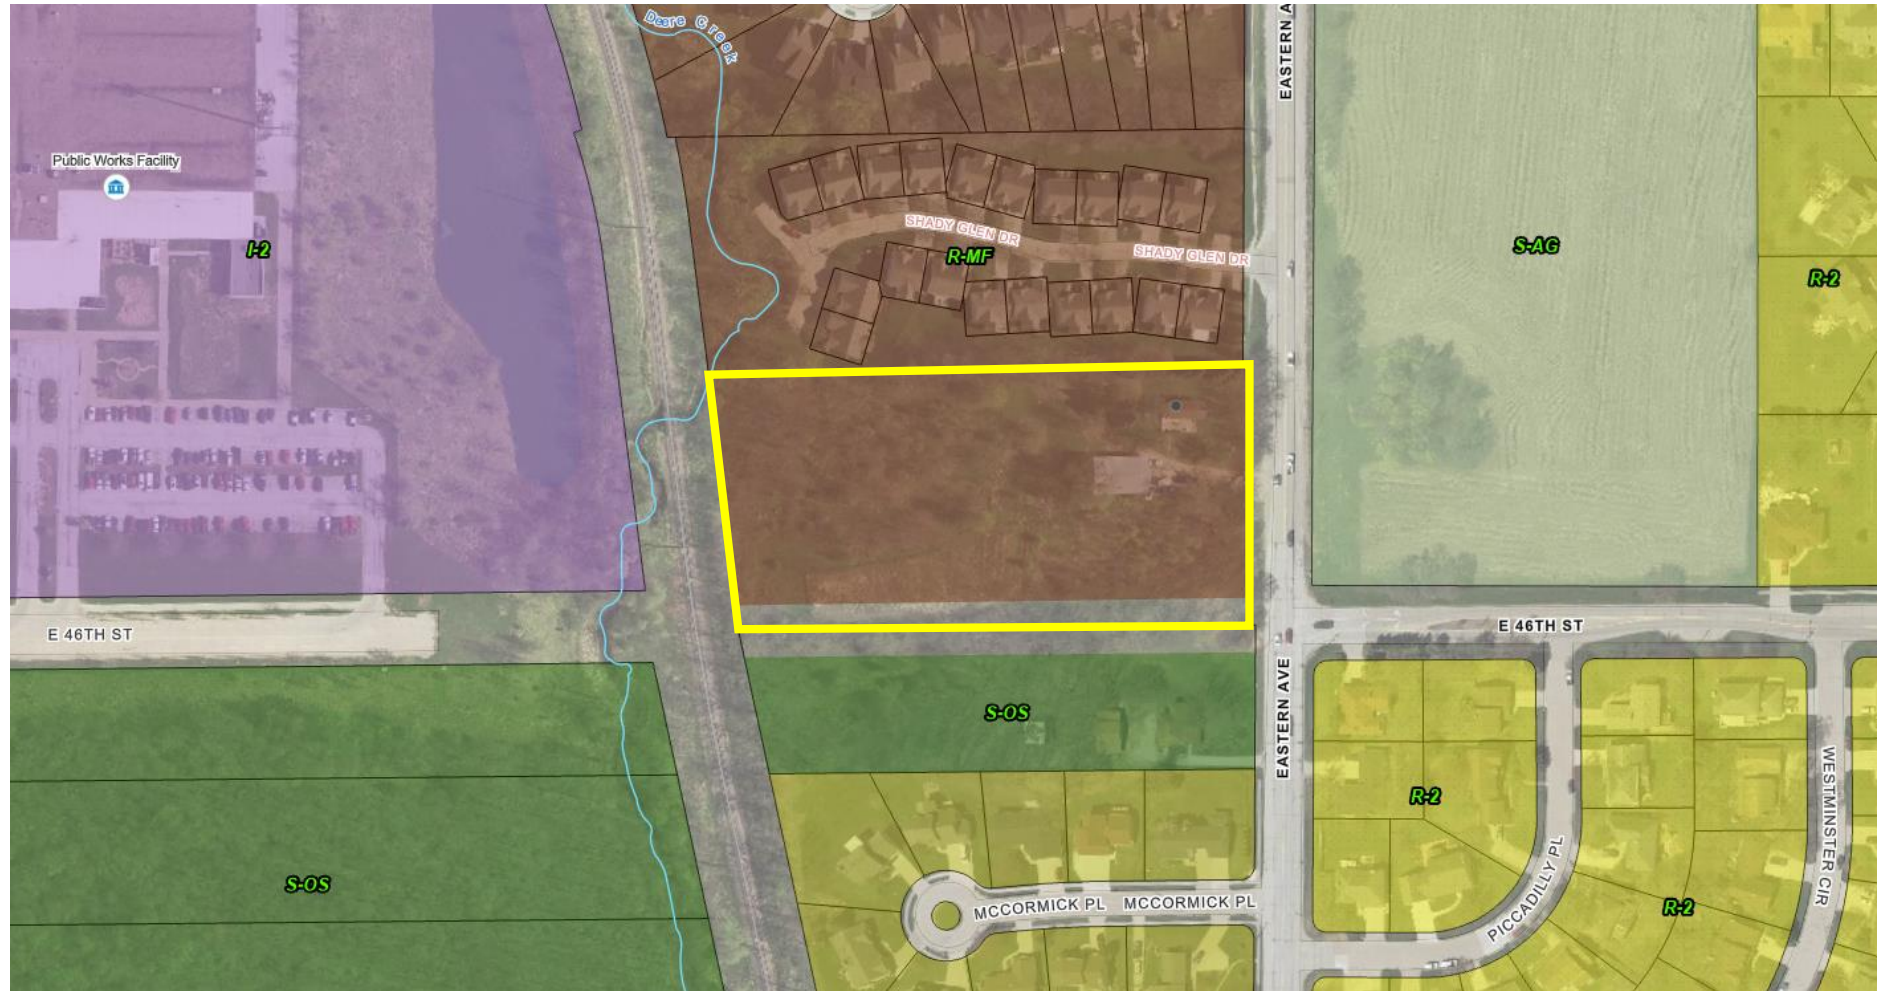 Deere Creek
EASTERN A
Public Works Facility
I-2
SHADY GLEN DR
SHADY GLEN DR
R-MF
S-AG
R-2
E 46TH ST
E 46TH ST
EASTERN AVE
S-OS
R-2
WESTMINSTER CIR
PICCADILLY PL
S-OS
MCCORMICK PL
MCCORMICK PL
R-2